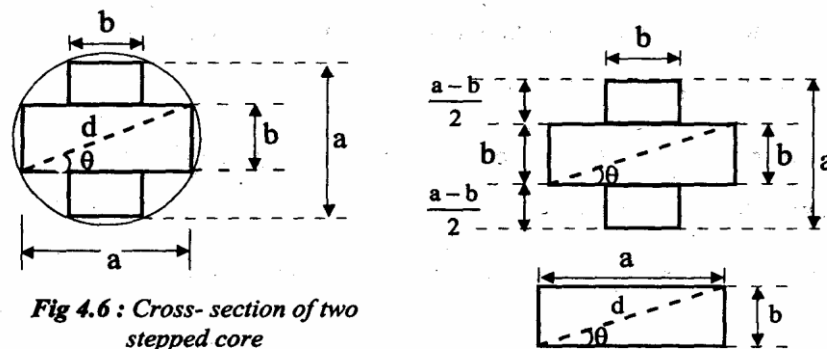 b
d
θ
b
a
a
Fig 4.6 : Cross- section of two
stepped core
b
a – b
2
b
a – b
2
θ
b
a
a
d
θ
b